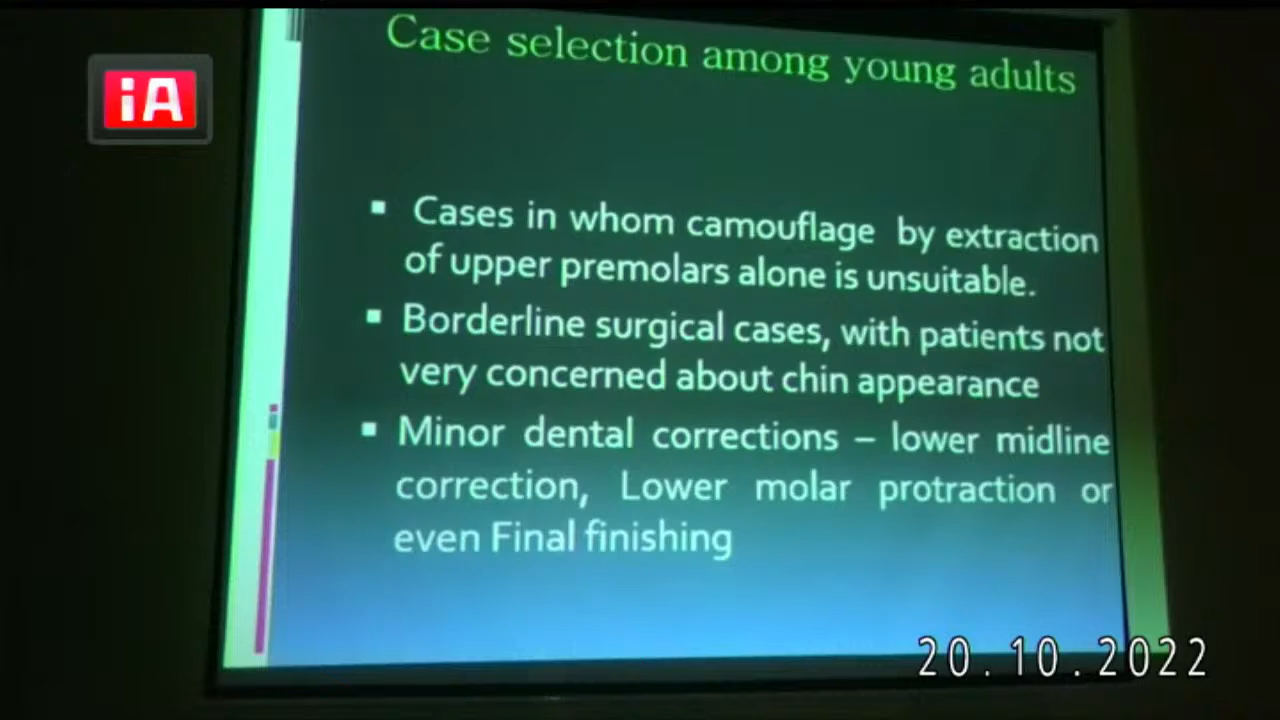 Case selection among young adults
iA
▪ Cases in whom camouflage by extraction
of upper premolars alone is unsuitable.
▪ Borderline surgical cases, with patients not
very concerned about chin appearance
▪ Minor dental corrections – lower midline
correction, Lower molar protraction or
even Final finishing
20.10.2022